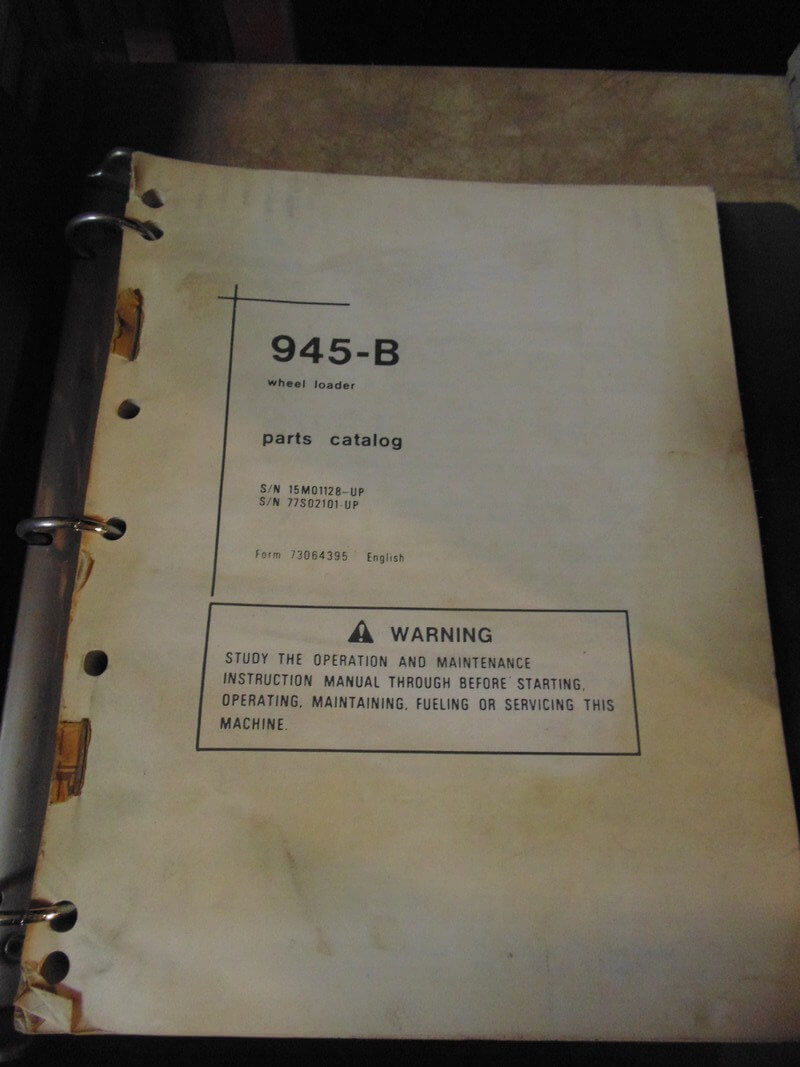 945-B
wheel loader
parts catalog
S/N 15M01128-UP
S/N 77S02101-UP
Form 73064395 English
WARNING
STUDY THE OPERATION AND MAINTENANCE
INSTRUCTION MANUAL THROUGH BEFORE STARTING,
OPERATING, MAINTAINING, FUELING OR SERVICING THIS
MACHINE.